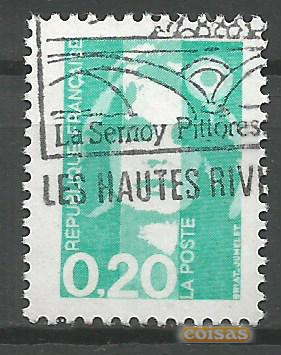 La Semoy Pittores
LES HAUTES RIVE
REPUBLIQUE FRANÇAISE
0,20
LA POSTE
BRIAT. JUMELET.
coisas